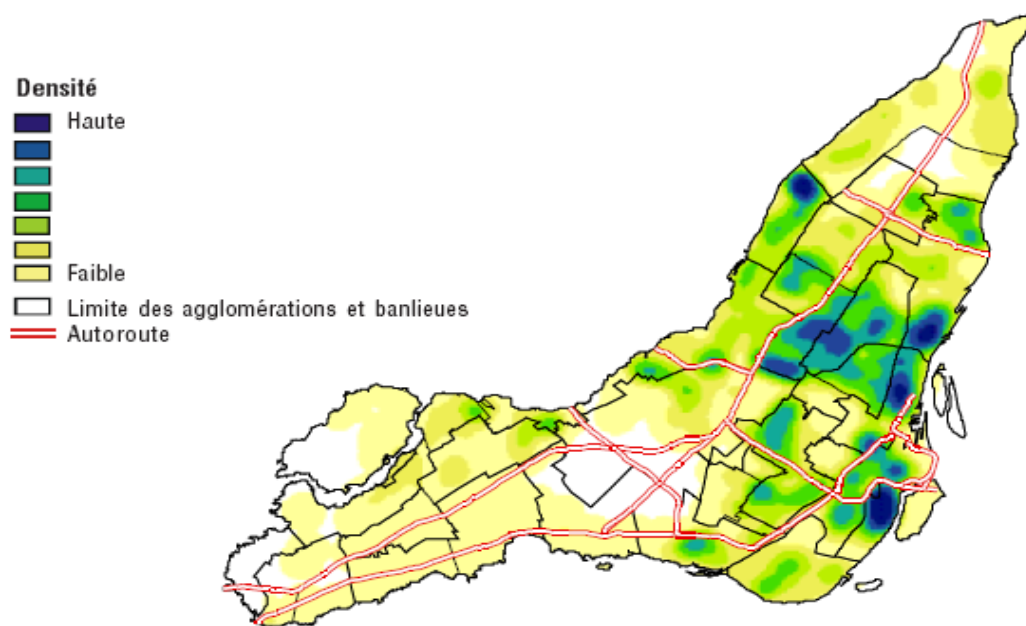 Densité
Haute
Faible
Limite des agglomérations et banlieues
Autoroute